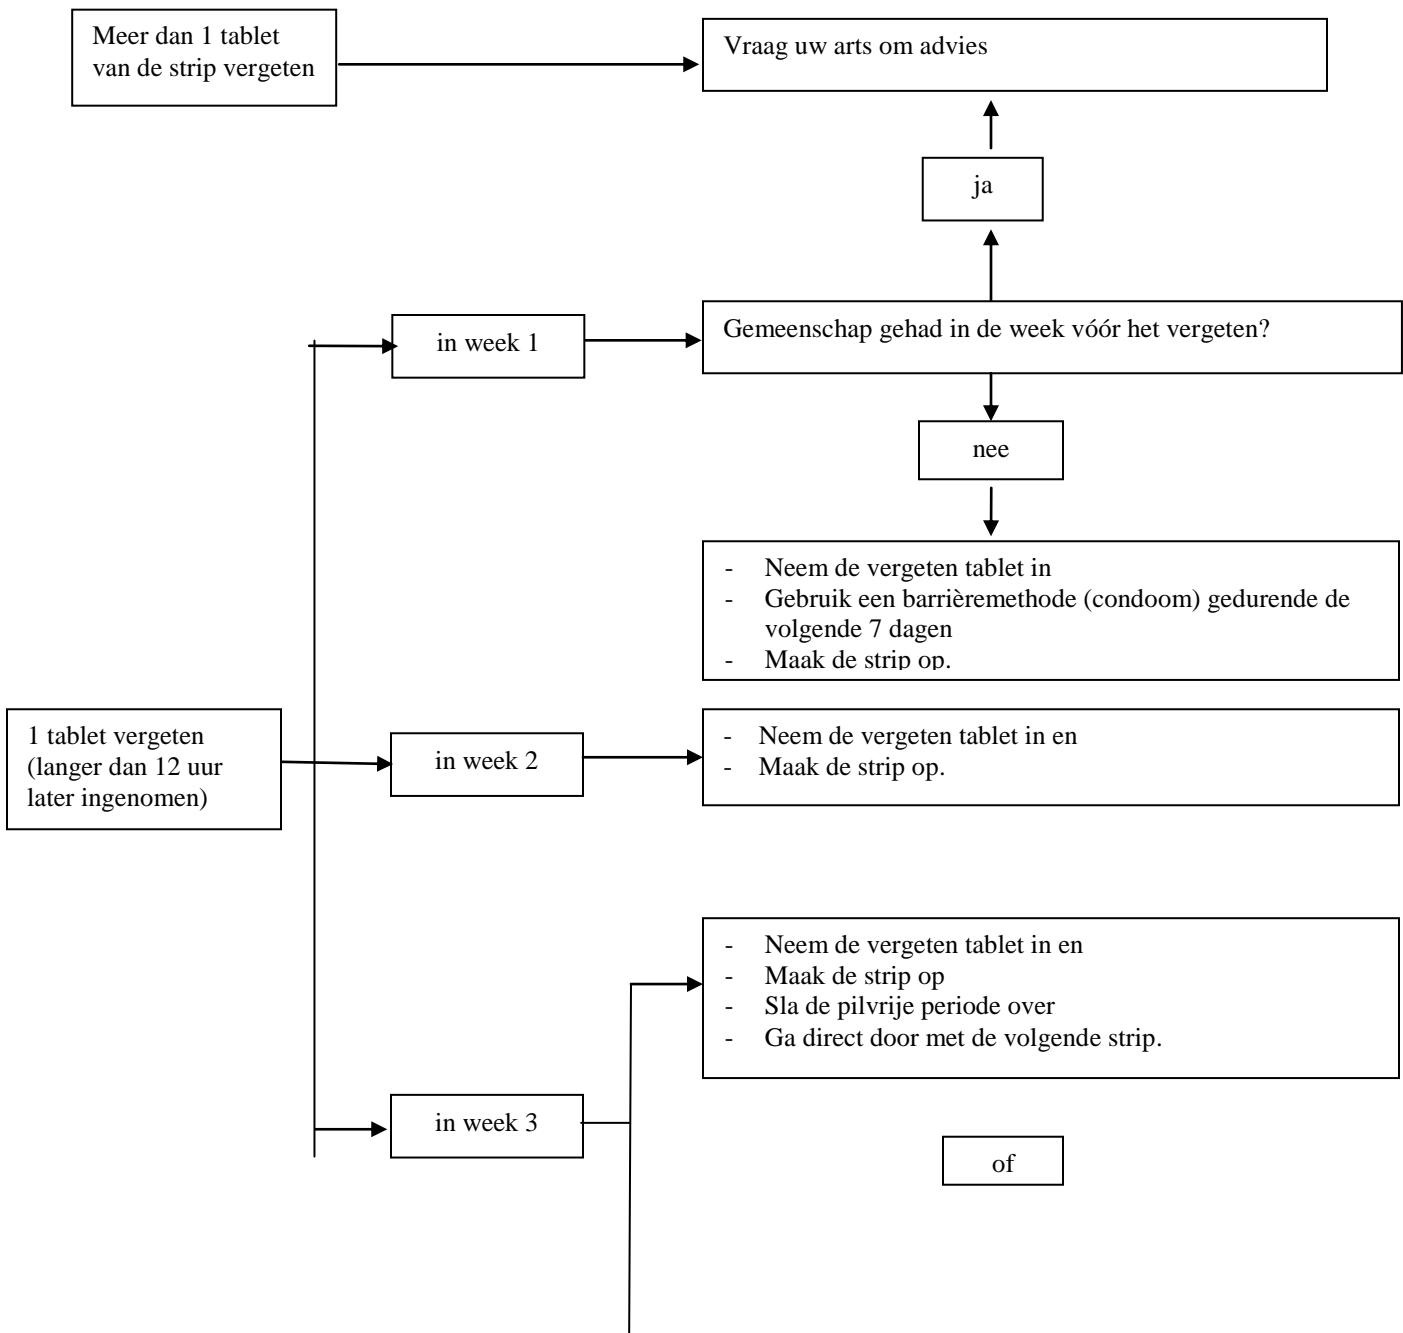 Meer dan 1 tablet
van de strip vergeten
Vraag uw arts om advies
ja
in week 1
Gemeenschap gehad in de week vóór het vergeten?
nee
- Neem de vergeten tablet in
- Gebruik een barrièremethode (condoom) gedurende de
volgende 7 dagen
- Maak de strip op.
1 tablet vergeten
(langer dan 12 uur
later ingenomen)
in week 2
- Neem de vergeten tablet in en
- Maak de strip op.
- Neem de vergeten tablet in en
- Maak de strip op
- Sla de pilvrije periode over
- Ga direct door met de volgende strip.
in week 3
of